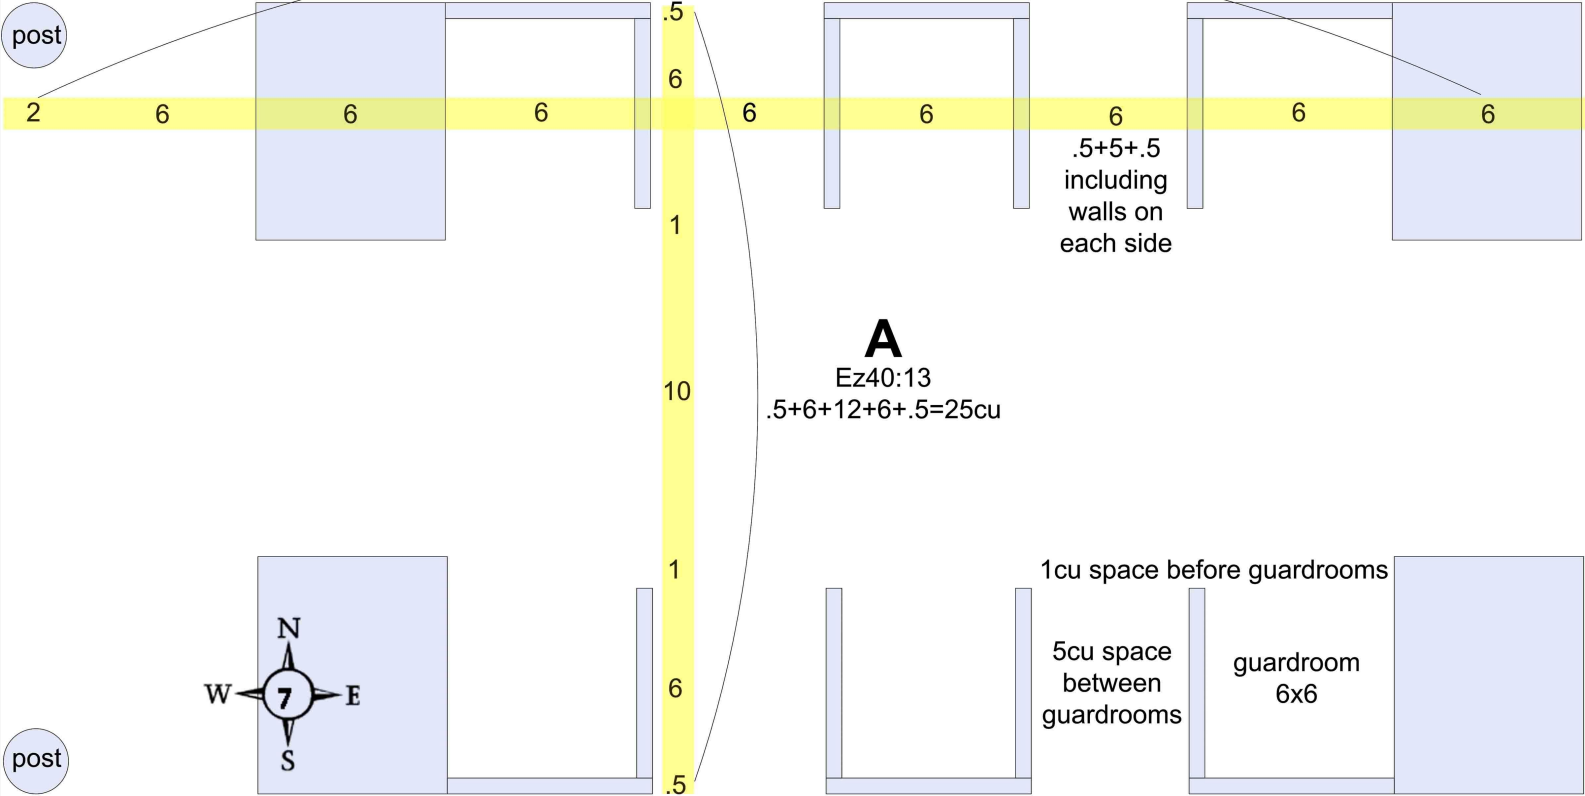 post
.5
6
2 6 6 6 6 6 6 6 6
.5+5+.5
including
walls on
each side
1
A
Ez40:13
.5+6+12+6+.5=25cu
10
1
1cu space before guardrooms
5cu space
between
guardrooms
guardroom
6x6
6
N
W 7 E
S
post
.5